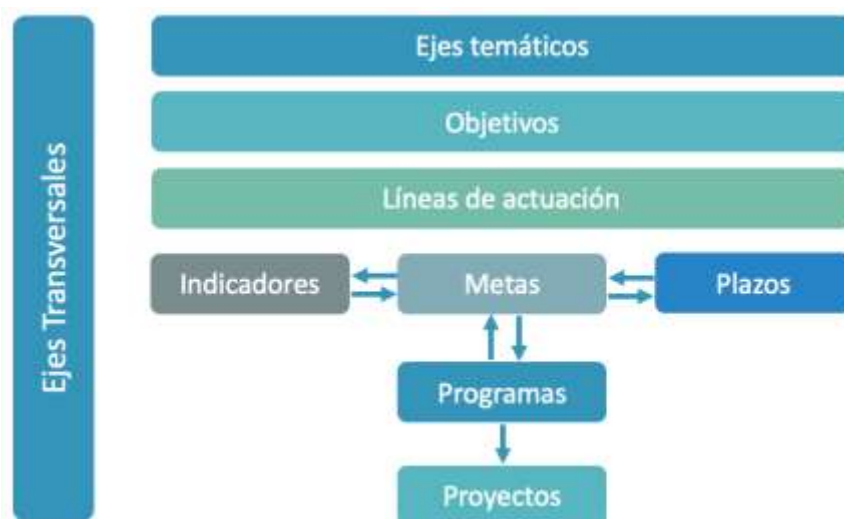 Ejes Transversales
Ejes temáticos
Objetivos
Líneas de actuación
Indicadores
Metas
Plazos
Programas
Proyectos